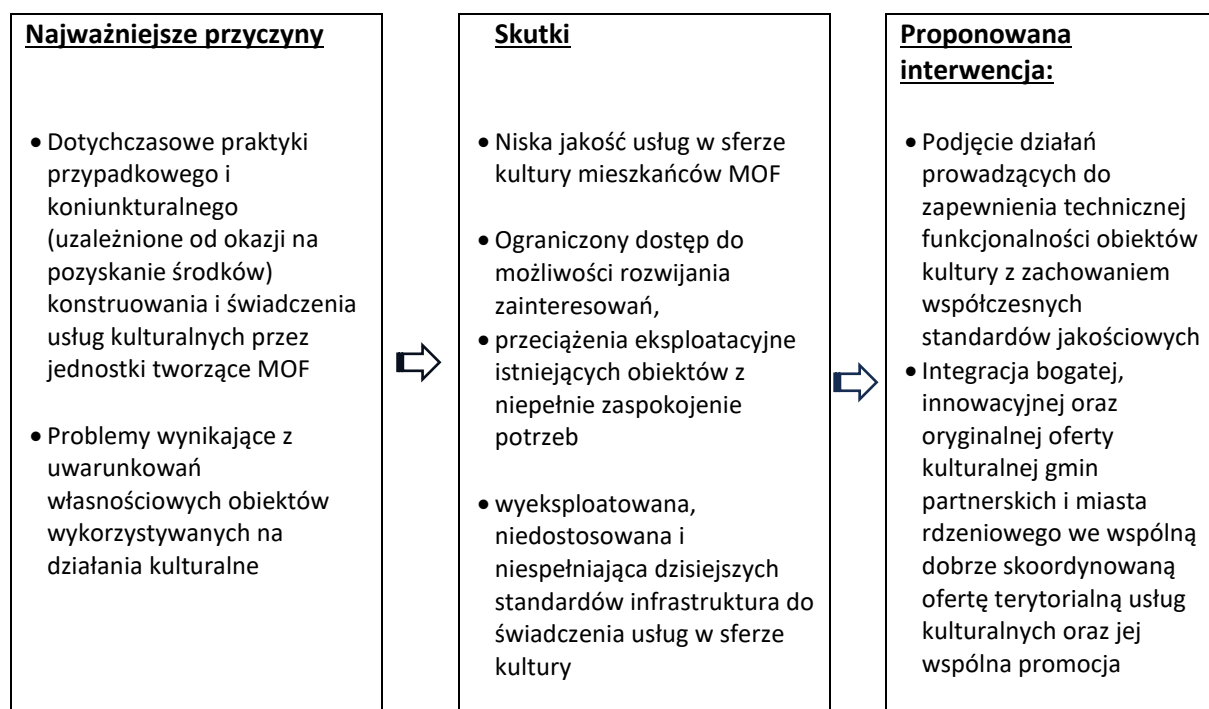 Najważniejsze przyczyny
• Dotychczasowe praktyki
przypadkowego i
koniunkturalnego
(uzależnione od okazji na
pozyskanie środków)
konstruowania i świadczenia
usług kulturalnych przez
jednostki tworzące MOF
• Problemy wynikające z
uwarunkowań
własnościowych obiektów
wykorzystywanych na
działania kulturalne
Skutki
• Niska jakość usług w sferze
kultury mieszkańców MOF
• Ograniczony dostęp do
możliwości rozwijania
zainteresowań,
• przeciążenia eksploatacyjne
istniejących obiektów z
niepełnie zaspokojenie
potrzeb
• wyeksploatowana,
niedostosowana i
niespełniająca dzisiejszych
standardów infrastruktura do
świadczenia usług w sferze
kultury
Proponowana
interwencja:
• Podjęcie działań
prowadzących do
zapewnienia technicznej
funkcjonalności obiektów
kultury z zachowaniem
współczesnych
standardów jakościowych
• Integracja bogatej,
innowacyjnej oraz
oryginalnej oferty
kulturalnej gmin
partnerskich i miasta
rdzeniowego we wspólną
dobrze skoordynowaną
ofertę terytorialną usług
kulturalnych oraz jej
wspólna promocja